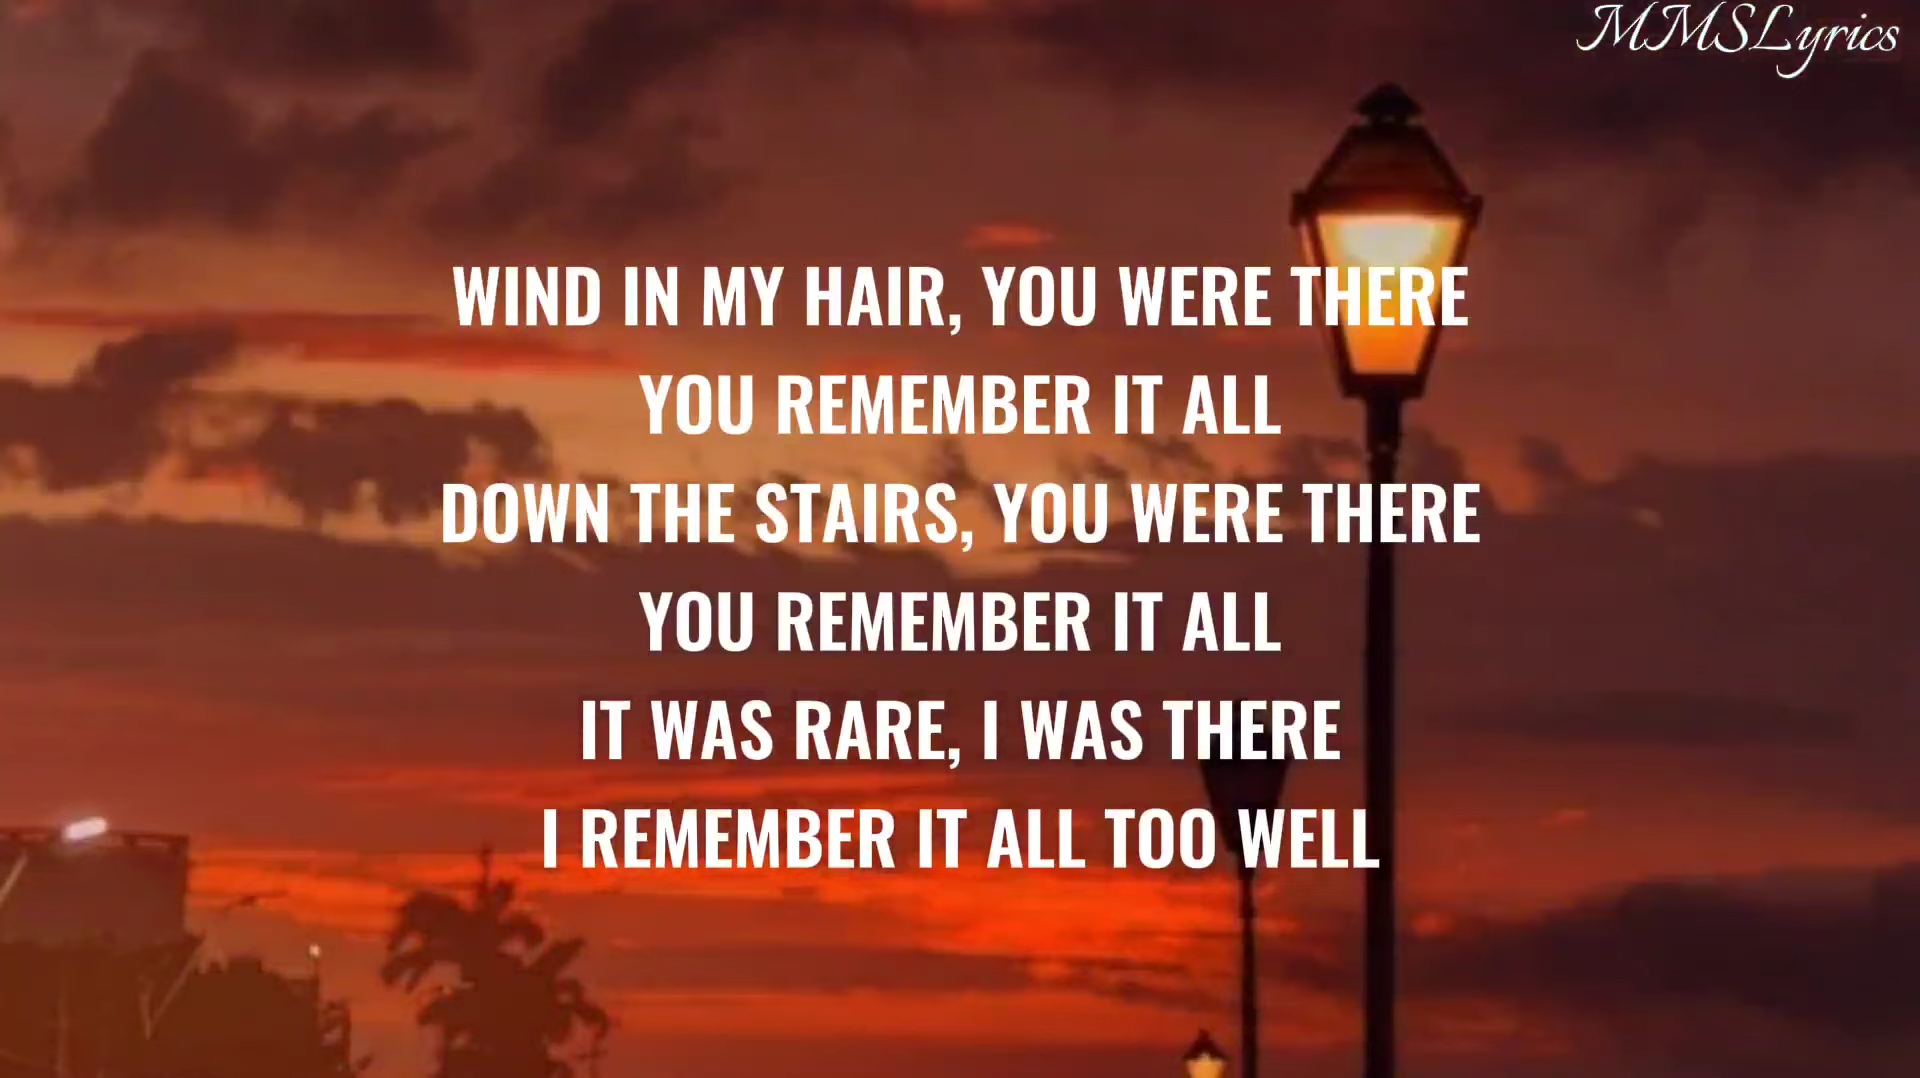 MMSLyrics
WIND IN MY HAIR, YOU WERE THERE
YOU REMEMBER IT ALL
DOWN THE STAIRS, YOU WERE THERE
YOU REMEMBER IT ALL
IT WAS RARE, I WAS THERE
I REMEMBER IT ALL TOO WELL